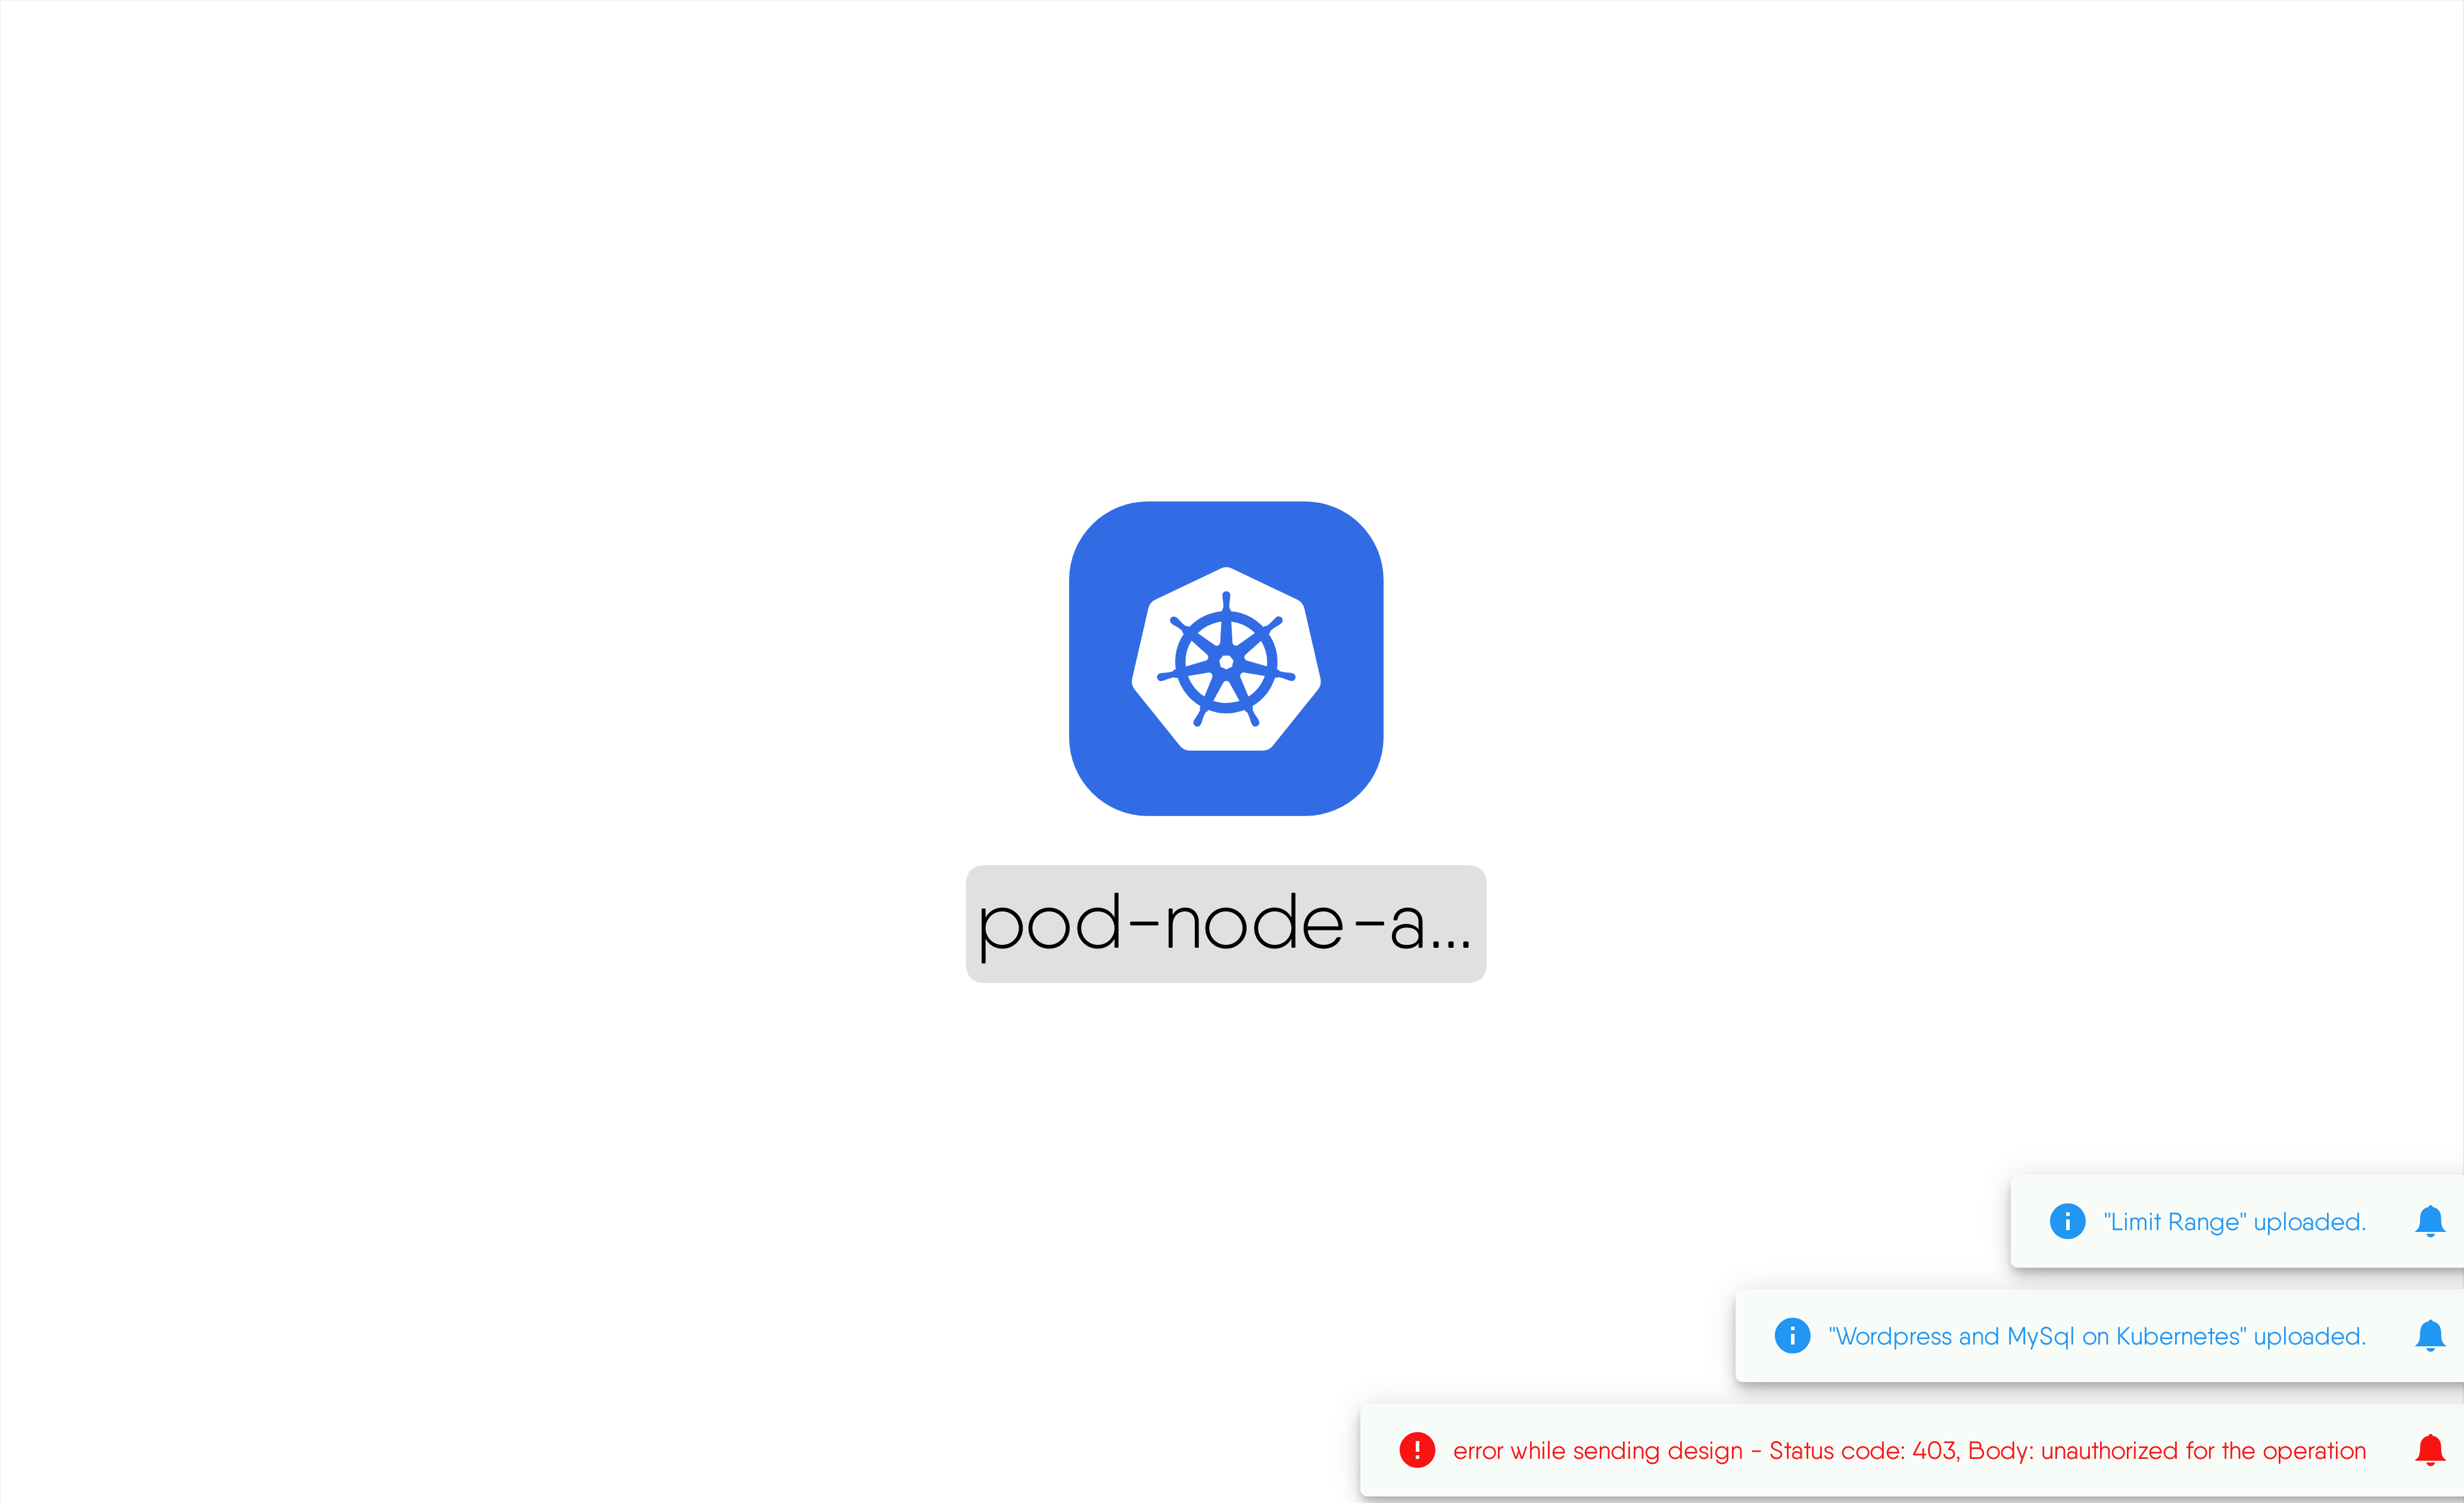 pod-node-a...
"Limit Range" uploaded.
"Wordpress and MySql on Kubernetes" uploaded.
error while sending design - Status code: 403, Body: unauthorized for the operation